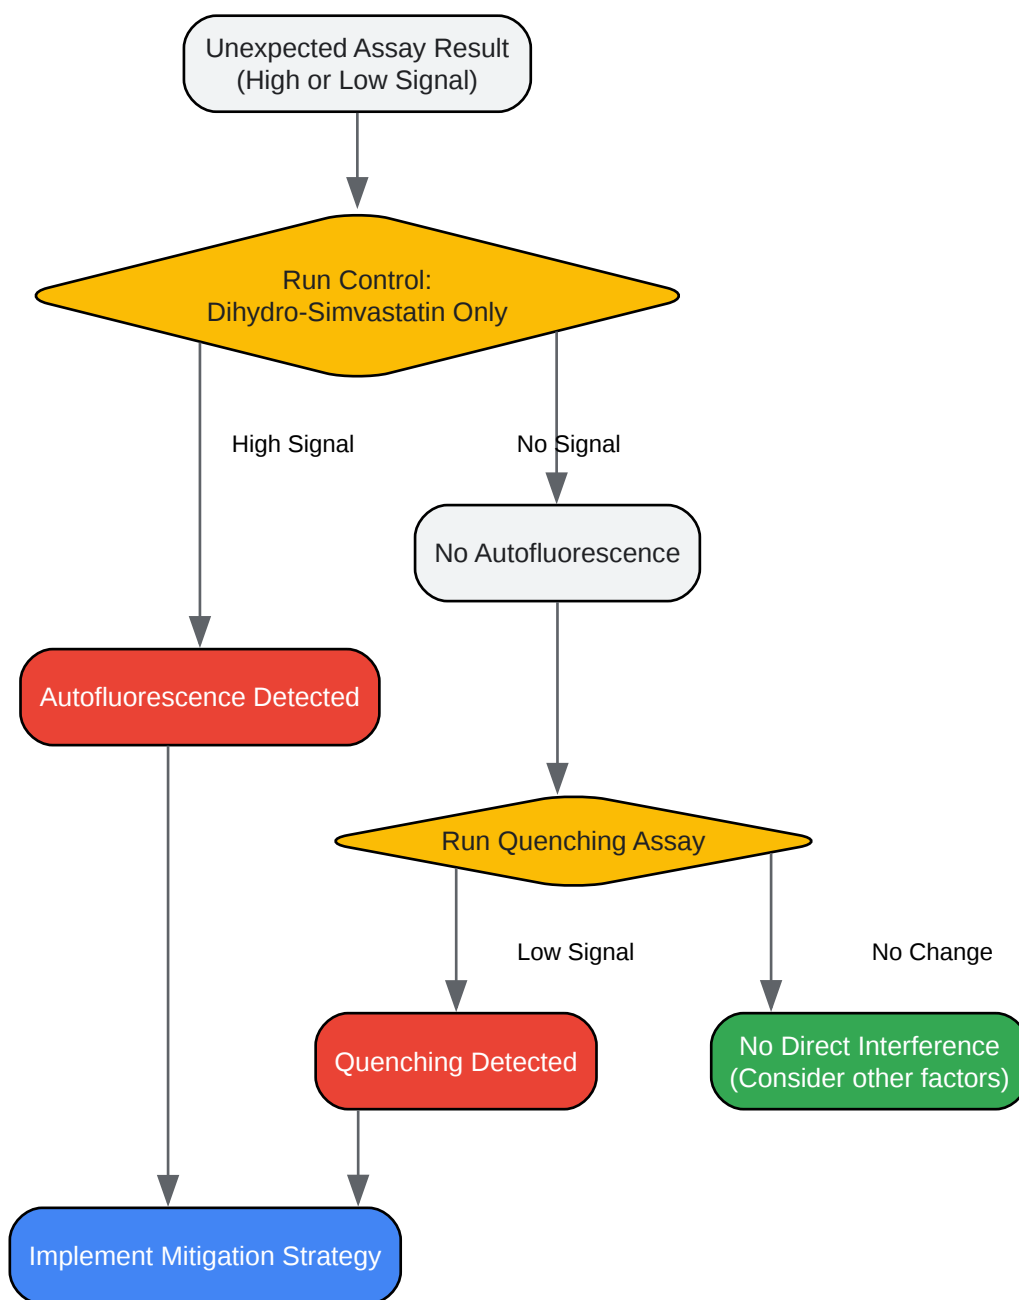 Unexpected Assay Result
(High or Low Signal)
Run Control:
Dihydro-Simvastatin Only
High Signal
No Signal
No Autofluorescence
Autofluorescence Detected
Run Quenching Assay
Low Signal
No Change
Quenching Detected
No Direct Interference
(Consider other factors)
Implement Mitigation Strategy